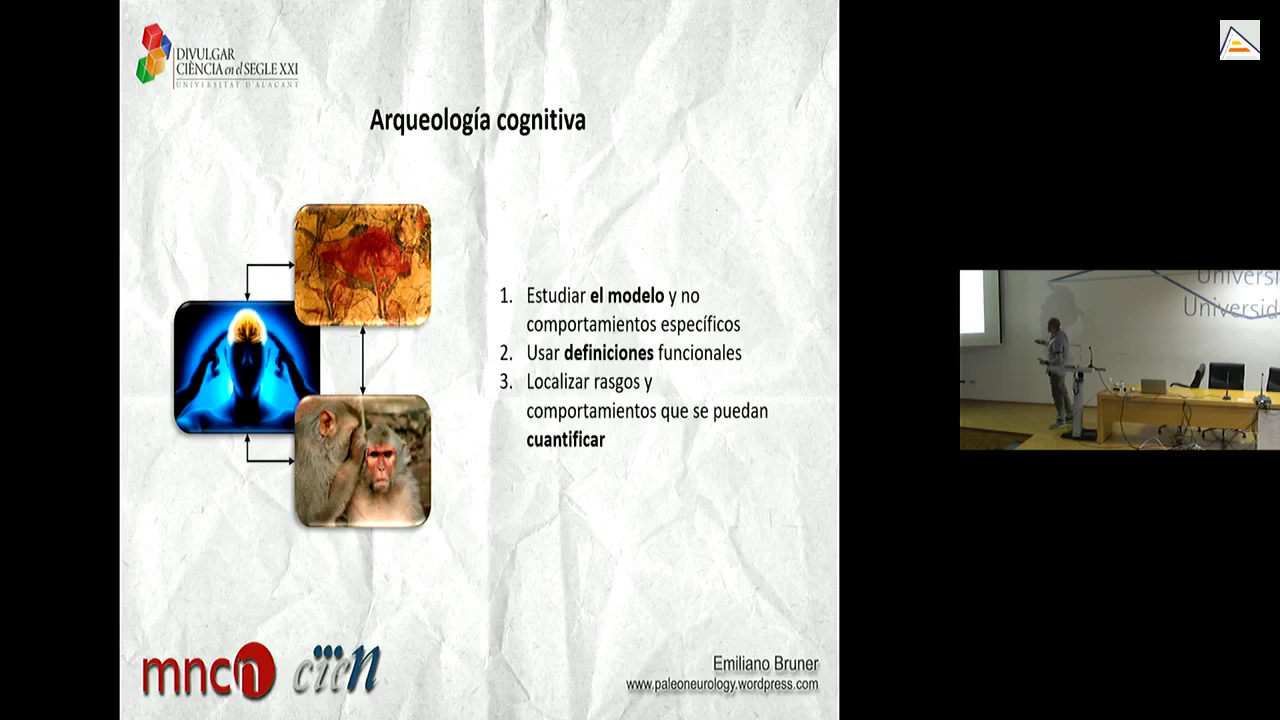 DIVULGAR
CIÈNCIA en el SEGLE XXI
UNIVERSITAT D'ALACANT
Arqueología cognitiva
1. Estudiar el modelo y no
comportamientos específicos
2. Usar definiciones funcionales
3. Localizar rasgos y
comportamientos que se puedan
cuantificar
mncn
cien
Emiliano Bruner
www.paleoneurology.wordpress.com
Universi
Universid